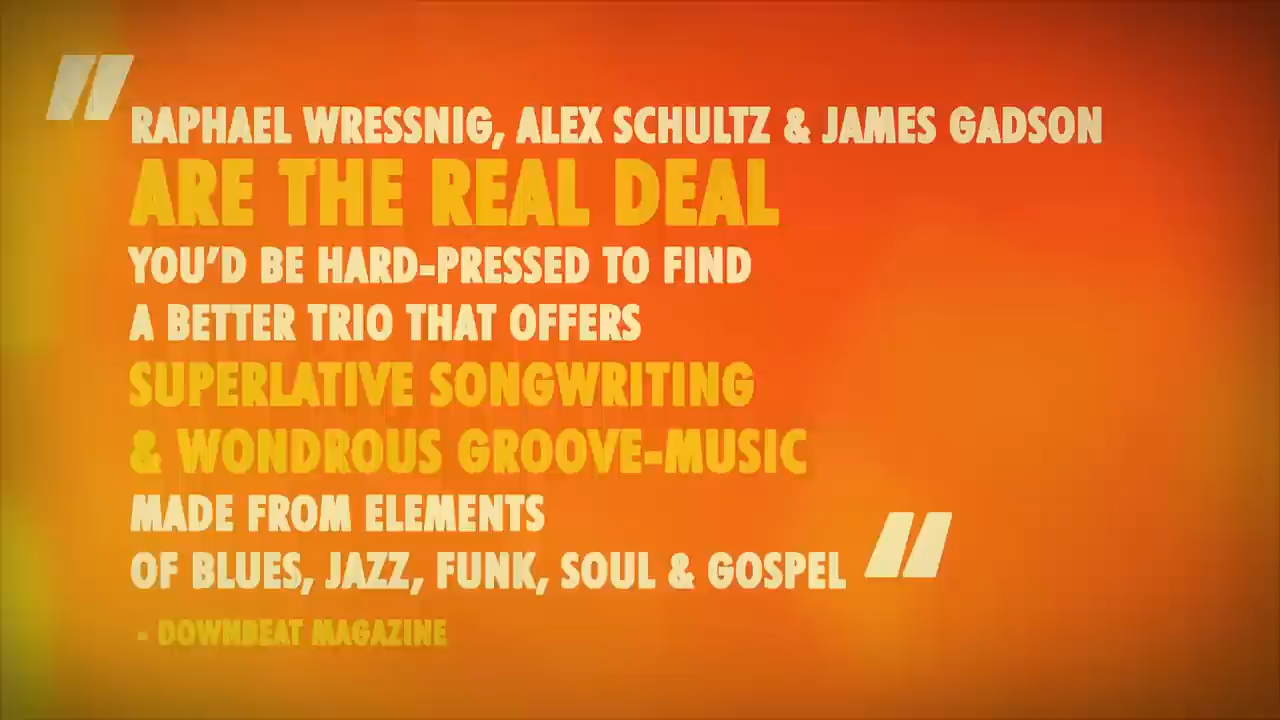 "RAPHAEL WRESSNIG, ALEX SCHULTZ & JAMES GADSON
ARE THE REAL DEAL
YOU'D BE HARD-PRESSED TO FIND
A BETTER TRIO THAT OFFERS
SUPERLATIVE SONGWRITING
& WONDROUS GROOVE-MUSIC
MADE FROM ELEMENTS
OF BLUES, JAZZ, FUNK, SOUL & GOSPEL"
- DOWNBEAT MAGAZINE